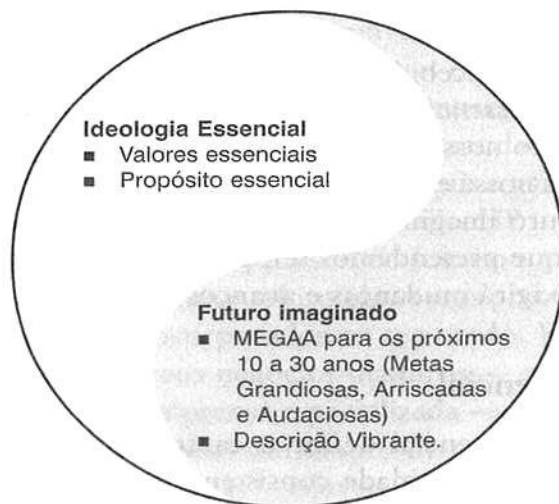 Ideologia Essencial
■ Valores essenciais
■ Propósito essencial
Futuro imaginado
■ MEGAA para os próximos
10 a 30 anos (Metas
Grandiosas, Arriscadas
e Audaciosas)
■ Descrição Vibrante.